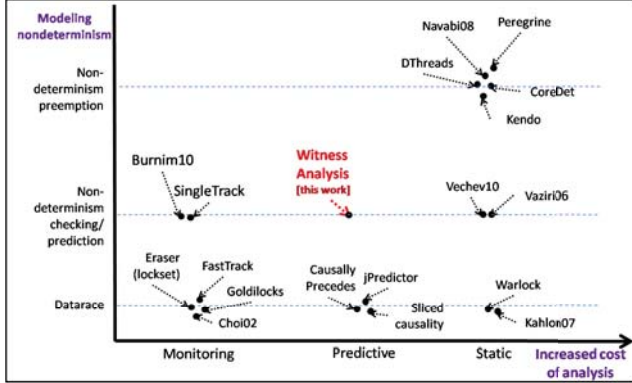 Modeling
nondeterminism
Navabi08
Peregrine
DThreads
Non-
determinism
preemption
CoreDet
Kendo
Burnim10
SingleTrack
Witness
Analysis
[this work]
Vechev10
Vaziri06
Non-
determinism
checking/
prediction
Eraser
(lockset)
FastTrack
Goldilocks
Choi02
Causally
Precedes
jPredictor
Sliced
causality
Warlock
Kahlon07
Datarace
Monitoring
Predictive
Static
Increased cost
of analysis